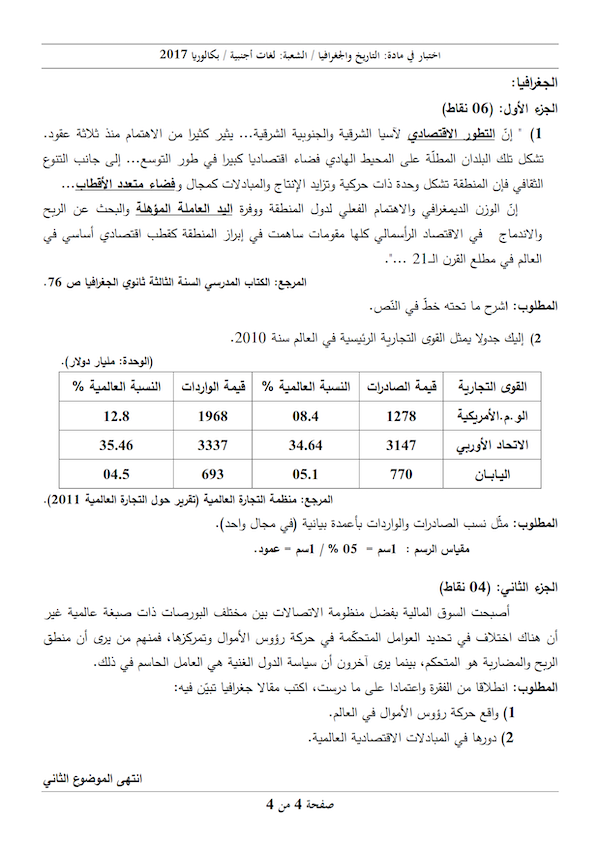 اختبار في مادة: التاريخ والجغرافيا / الشعبة: لغات أجنبية / بكالوريا 2017
الجغرافيا:
الجزء الأول: (06 نقاط)
1) " إنّ التطور الاقتصادي لآسيا الشرقية والجنوبية الشرقية... يثير كثيرا من الاهتمام منذ ثلاثة عقود.
تشكل تلك البلدان المطلّة على المحيط الهادي فضاء اقتصاديا كبيرا في طور التوسع... إلى جانب التنوع
الثقافي فإن المنطقة تشكل وحدة ذات حركية وتزايد الإنتاج والمبادلات كمجال وفضاء متعدد الأقطاب...
إنّ الوزن الديمغرافي والاهتمام الفعلي لدول المنطقة ووفرة اليد العاملة المؤهلة والبحث عن الربح
والاندماج في الاقتصاد الرأسمالي كلها مقومات ساهمت في إبراز المنطقة كقطب اقتصادي أساسي في
العالم في مطلع القرن الـ21 ...".
المرجع: الكتاب المدرسي السنة الثالثة ثانوي الجغرافيا ص 76.
المطلوب: اشرح ما تحته خطّ في النّص.
2) إليك جدولا يمثل القوى التجارية الرئيسية في العالم سنة 2010.
(الوحدة: مليار دولار).
القوى التجارية قيمة الصادرات النسبة العالمية % قيمة الواردات النسبة العالمية %
الو.م.الأمريكية 1278 08.4 1968 12.8
الاتحاد الأوربي 3147 34.64 3337 35.46
اليابان 770 05.1 693 04.5
المرجع: منظمة التجارة العالمية (تقرير حول التجارة العالمية 2011).
المطلوب: مثّل نسب الصادرات والواردات بأعمدة بيانية (في مجال واحد).
مقياس الرسم : 1سم = 05 % / 1سم = عمود.
الجزء الثاني: (04 نقاط)
أصبحت السوق المالية بفضل منظومة الاتصالات بين مختلف البورصات ذات صبغة عالمية غير
أن هناك اختلاف في تحديد العوامل المتحكّمة في حركة رؤوس الأموال وتمركزها، فمنهم من يرى أن منطق
الربح والمضاربة هو المتحكم، بينما يرى آخرون أن سياسة الدول الغنية هي العامل الحاسم في ذلك.
المطلوب: انطلاقا من الفقرة واعتمادا على ما درست، اكتب مقالا جغرافيا تبيّن فيه:
1) واقع حركة رؤوس الأموال في العالم.
2) دورها في المبادلات الاقتصادية العالمية.
انتهى الموضوع الثاني
صفحة 4 من 4